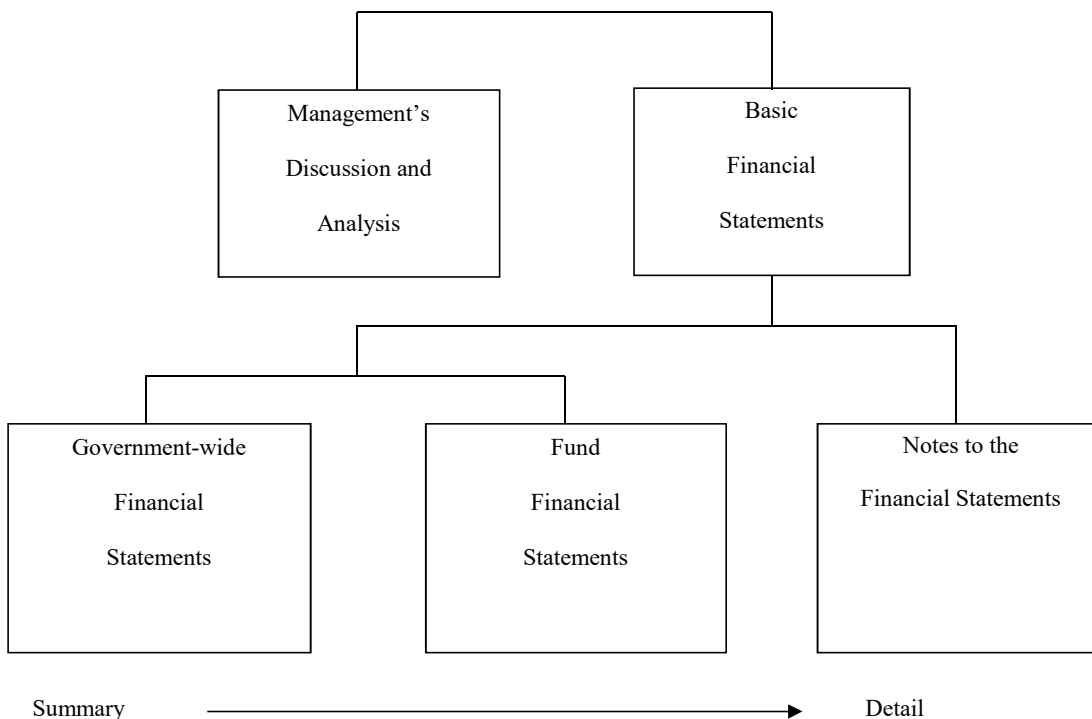 Management’s
Discussion and
Analysis
Basic
Financial
Statements
Government-wide
Financial
Statements
Fund
Financial
Statements
Notes to the
Financial Statements
Summary
Detail